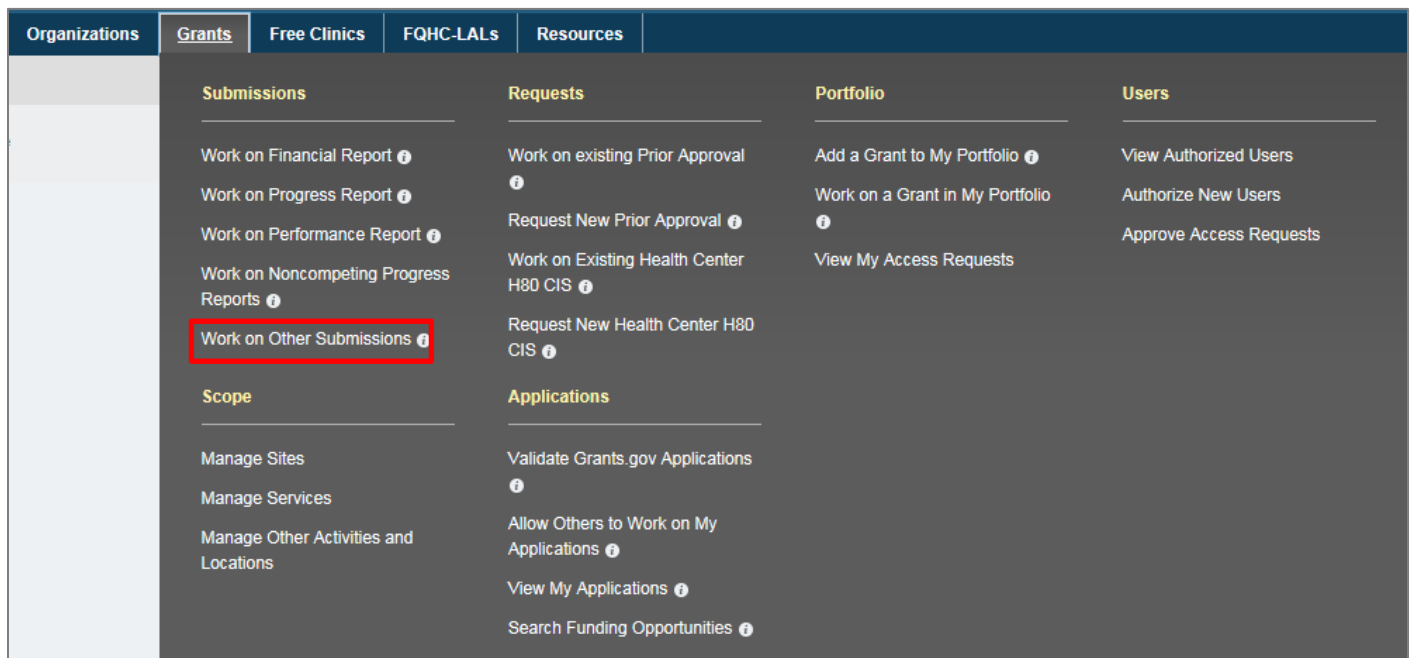 Organizations Grants Free Clinics FQHC-LALs Resources
Submissions
Work on Financial Report
Work on Progress Report
Work on Performance Report
Work on Noncompeting Progress
Reports
Work on Other Submissions
Requests
Work on existing Prior Approval
Request New Prior Approval
Work on Existing Health Center
H80 CIS
Request New Health Center H80
CIS
Portfolio
Add a Grant to My Portfolio
Work on a Grant in My Portfolio
View My Access Requests
Users
View Authorized Users
Authorize New Users
Approve Access Requests
Scope
Manage Sites
Manage Services
Manage Other Activities and
Locations
Applications
Validate Grants.gov Applications
Allow Others to Work on My
Applications
View My Applications
Search Funding Opportunities